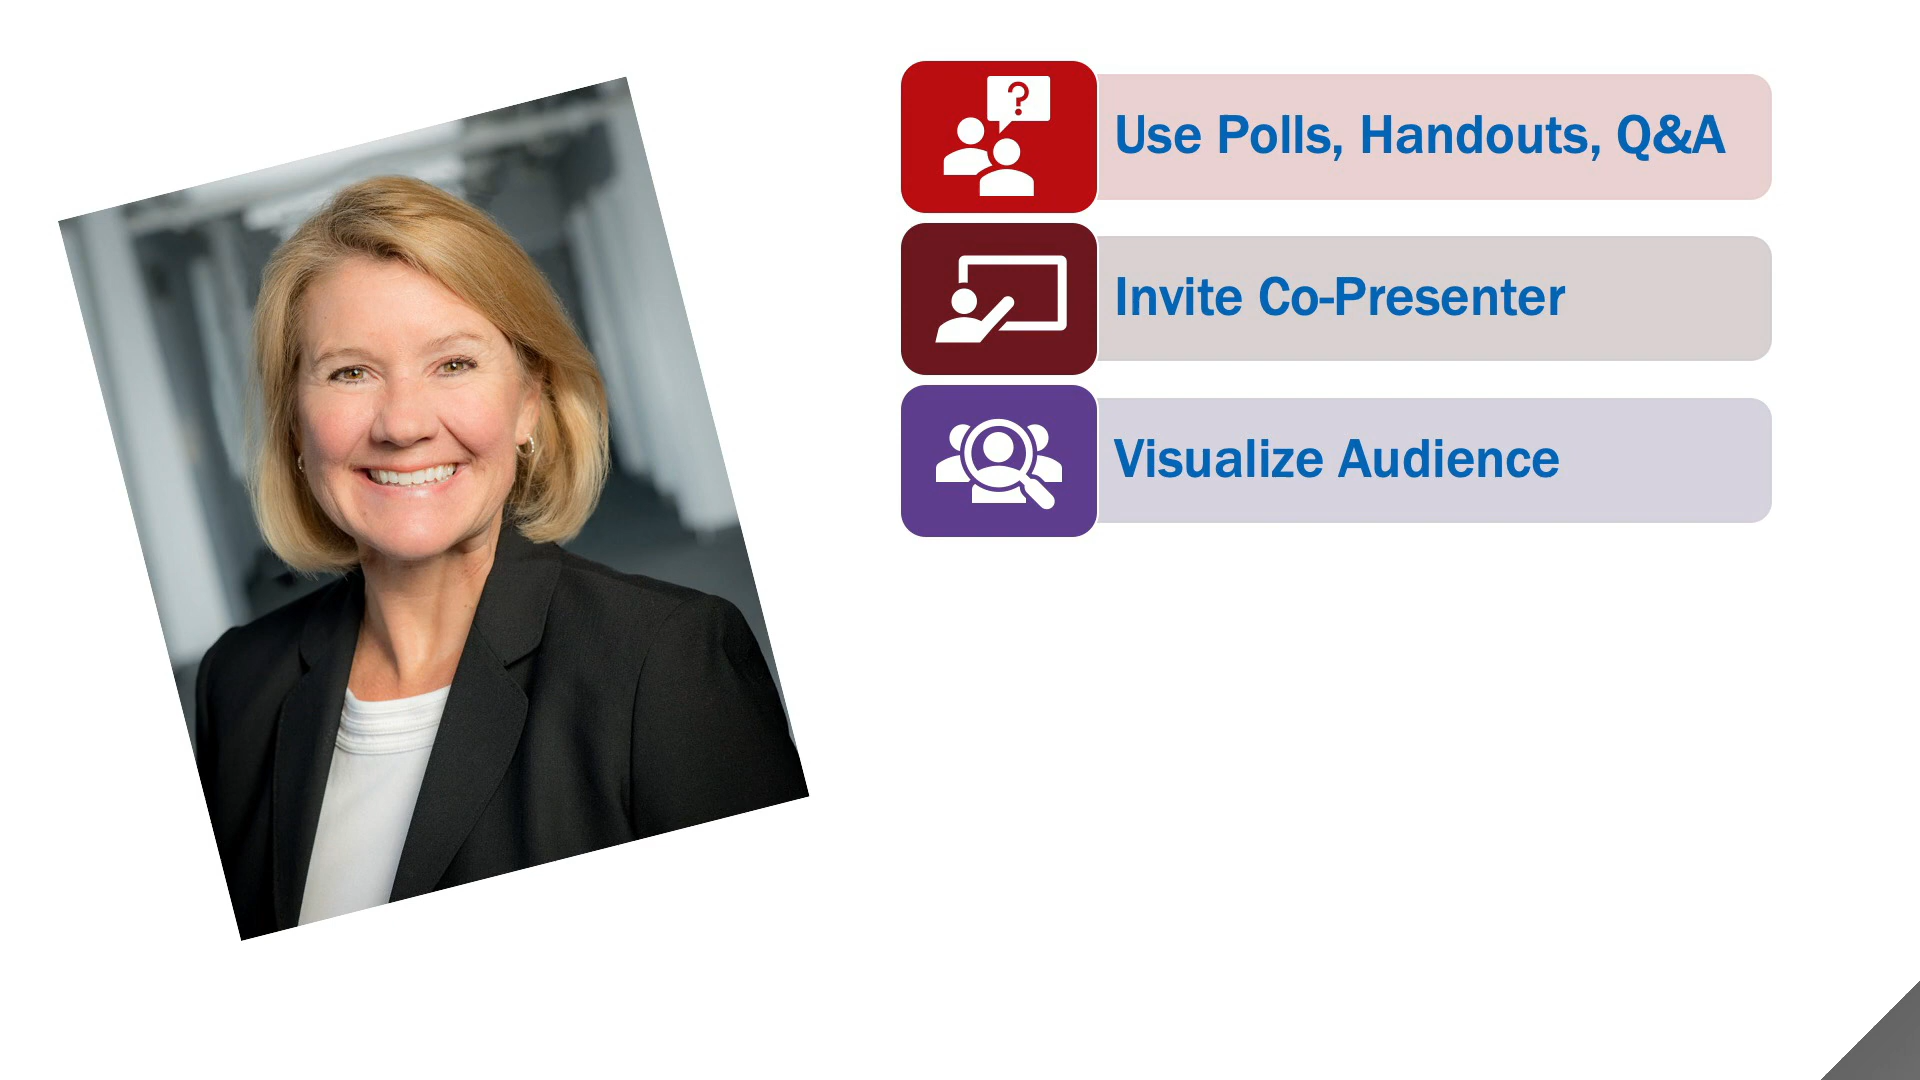 ?
Use Polls, Handouts, Q&A
Invite Co-Presenter
Visualize Audience